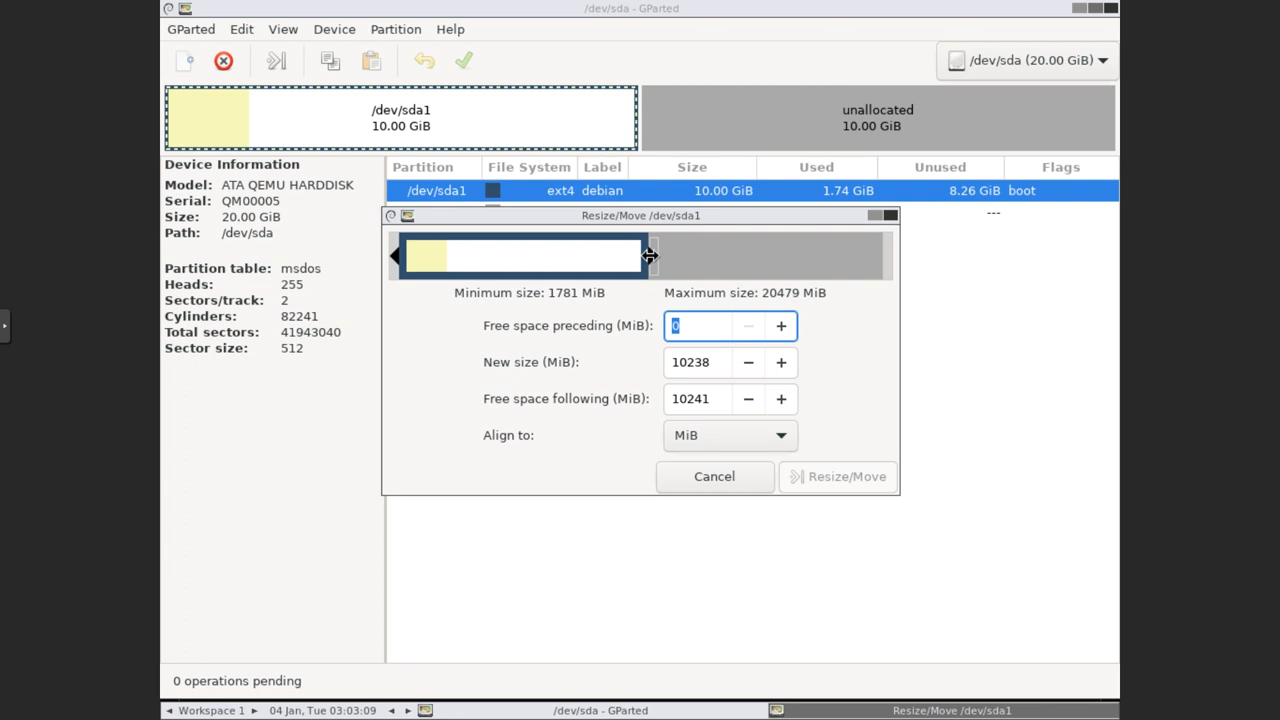 /dev/sda - GParted
GParted Edit View Device Partition Help
/dev/sda (20.00 GiB)
/dev/sda1
10.00 GiB
unallocated
10.00 GiB
Device Information
Model: ATA QEMU HARDDISK
Serial: QM00005
Size: 20.00 GiB
Path: /dev/sda
Partition table: msdos
Heads: 255
Sectors/track: 2
Cylinders: 82241
Total sectors: 41943040
Sector size: 512
Partition File System Label Size Used Unused Flags
/dev/sda1 ext4 debian 10.00 GiB 1.74 GiB 8.26 GiB boot
---
Resize/Move /dev/sda1
Minimum size: 1781 MiB Maximum size: 20479 MiB
Free space preceding (MiB): 0
New size (MiB): 10238
Free space following (MiB): 10241
Align to: MiB
Cancel Resize/Move
0 operations pending
Workspace 1 04 Jan, Tue 03:03:09 /dev/sda - GParted Resize/Move /dev/sda1